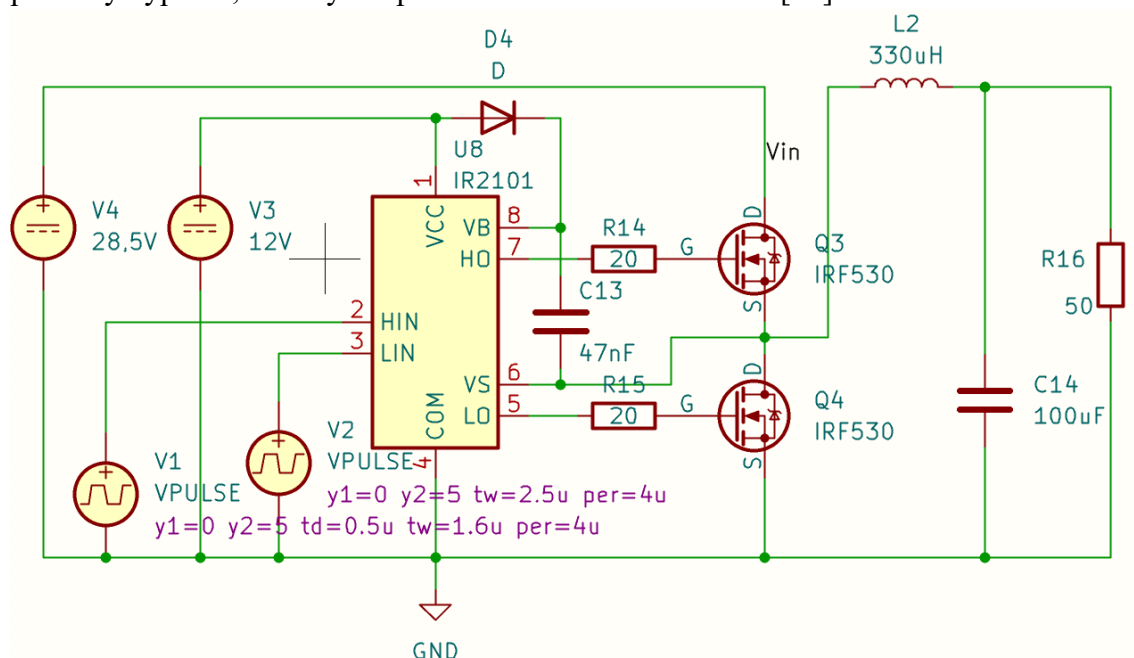 D4
D
L2
330uH
Vin
U8
IR2101
V4
28,5V
V3
12V
1
VCC
VB
8
HO
7
R14
20
G
D
S
Q3
IRF530
R16
50
C13
47nF
2
HIN
3
LIN
VS
6
LO
5
COM
4
R15
20
G
D
S
Q4
IRF530
C14
100uF
V2
VPULSE
y1=0 y2=5 tw=2.5u per=4u
V1
VPULSE
y1=0 y2=5 td=0.5u tw=1.6u per=4u
GND